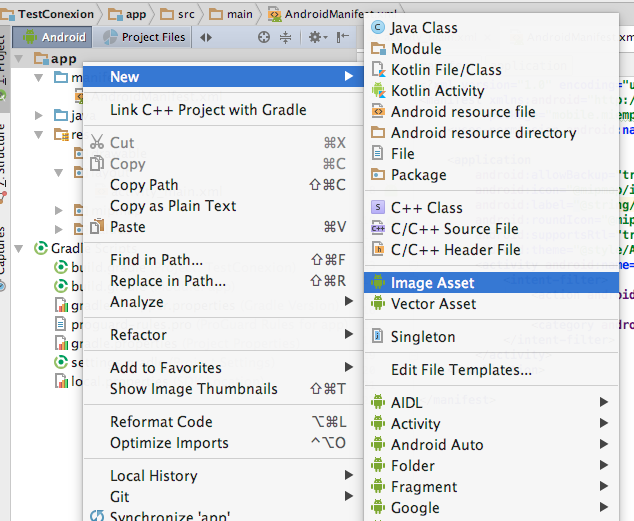 TestConexion app src main AndroidManifest.xml
Android Project Files
1: Project
app
New
Link C++ Project with Gradle
Cut ⌘X
Copy ⌘C
Copy Path ⇧⌘C
Copy as Plain Text
Paste ⌘V
Find in Path... ⇧⌘F
Replace in Path... ⇧⌘R
Analyze
Refactor
Add to Favorites
Show Image Thumbnails ⇧⌘T
Reformat Code ⌥⌘L
Optimize Imports ^⌥O
Local History
Git
Synchronize 'app'
Java Class
Module
Kotlin File/Class
Kotlin Activity
Android resource file
Android resource directory
File
Package
C++ Class
C/C++ Source File
C/C++ Header File
Image Asset
Vector Asset
Singleton
Edit File Templates...
AIDL
Activity
Android Auto
Folder
Fragment
Google
Z: Structure
Captures